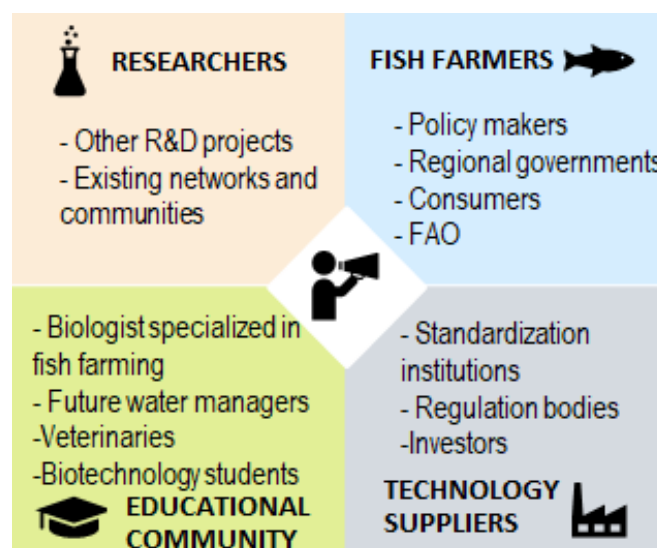 RESEARCHERS
- Other R&D projects
- Existing networks and
communities
FISH FARMERS
- Policy makers
- Regional governments
- Consumers
- FAO
- Biologist specialized in
fish farming
- Future water managers
-Veterinaries
-Biotechnology students
EDUCATIONAL
COMMUNITY
- Standardization
institutions
- Regulation bodies
-Investors
TECHNOLOGY
SUPPLIERS